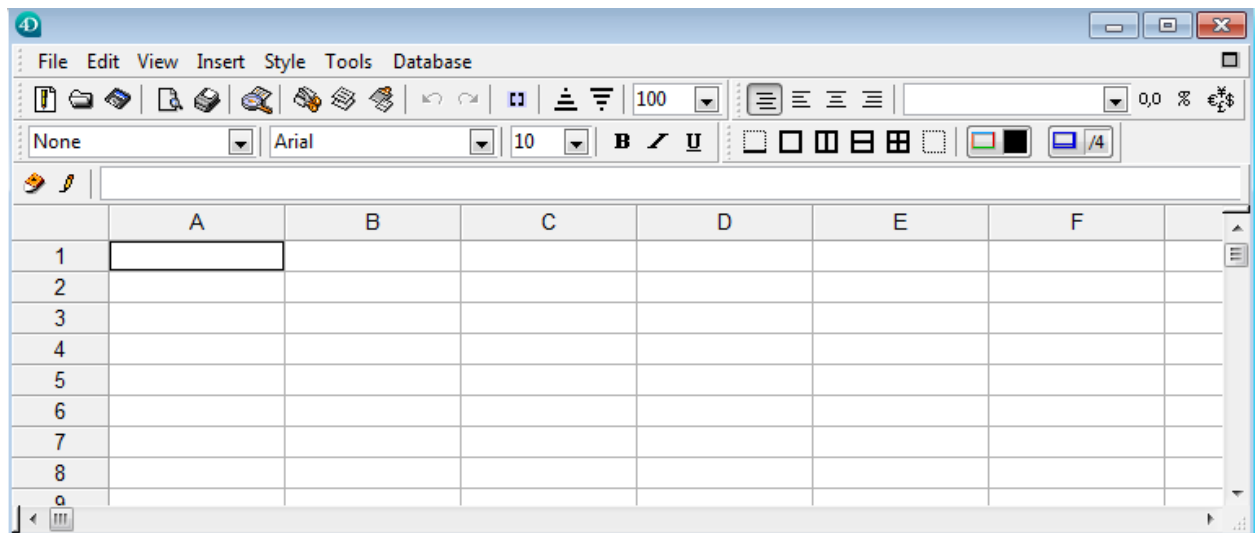 4D
File Edit View Insert Style Tools Database
100 0,0 % €¥£$
None Arial 10 B I U /4
A B C D E F
1
2
3
4
5
6
7
8
9